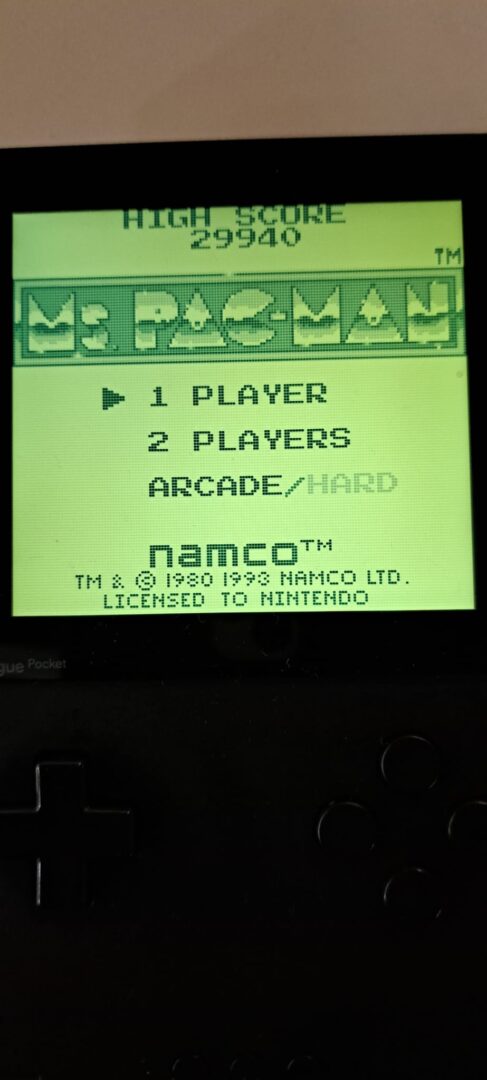 HIGH SCORE
29940
TM
Ms. PAC-MAN
1 PLAYER
2 PLAYERS
ARCADE/HARD
namco™
TM & © 1980 1993 NAMCO LTD.
LICENSED TO NINTENDO
gue Pocket